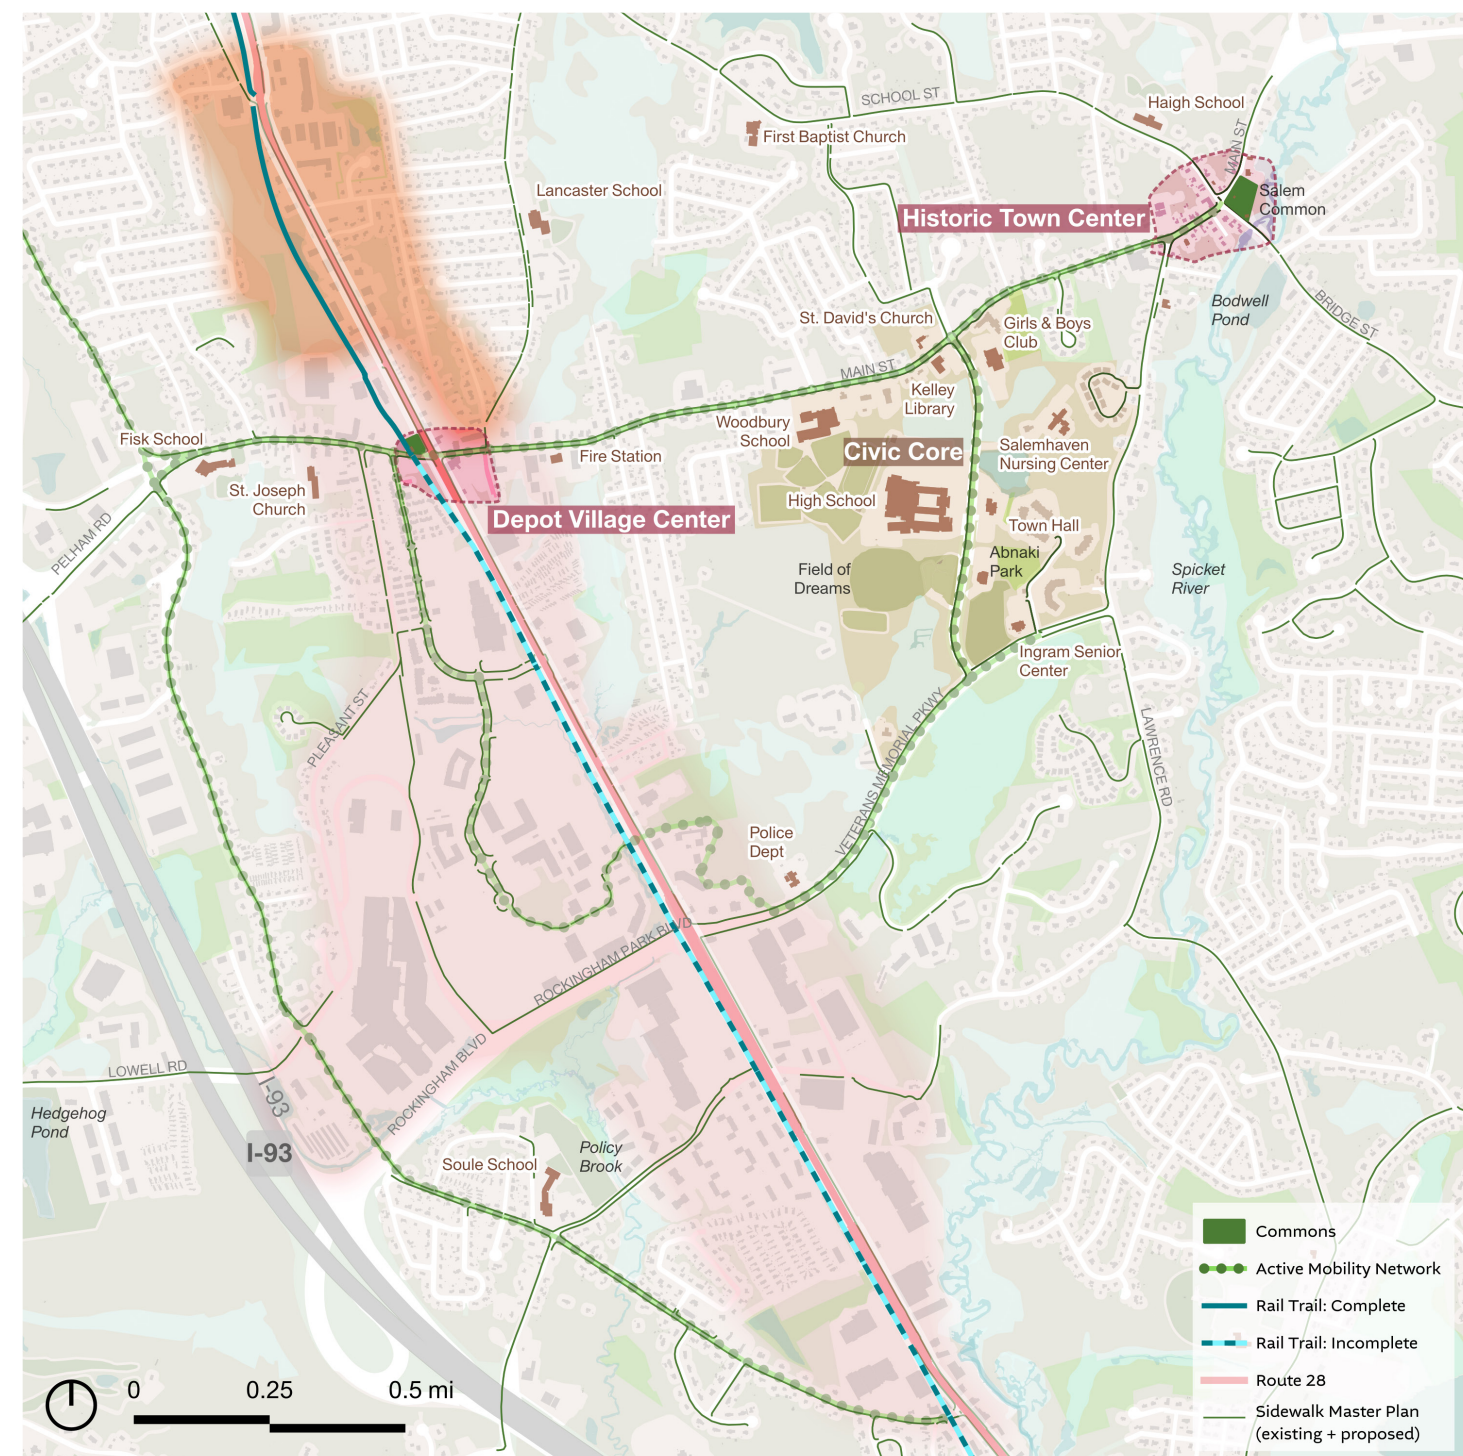 SCHOOL ST
Haigh School
First Baptist Church
MAIN ST
Lancaster School
Salem
Common
Historic Town Center
Bodwell
Pond
BRIDGE ST
St. David's Church
Girls & Boys
Club
MAIN ST
Kelley
Library
Woodbury
School
Fisk School
Fire Station
Civic Core
Salemhaven
Nursing Center
St. Joseph
Church
High School
Depot Village Center
Town Hall
PELHAM RD
Abnaki
Park
Field of
Dreams
Spicket
River
Ingram Senior
Center
PLEASANT ST
VETERANS MEMORIAL PKWY
LAWRENCE RD
Police
Dept
ROCKINGHAM PARK BLVD
ROCKINGHAM BLVD
LOWELL RD
I-93
Hedgehog
Pond
I-93
Policy
Brook
Soule School
Commons
Active Mobility Network
Rail Trail: Complete
Rail Trail: Incomplete
Route 28
Sidewalk Master Plan
(existing + proposed)
0 0.25 0.5 mi